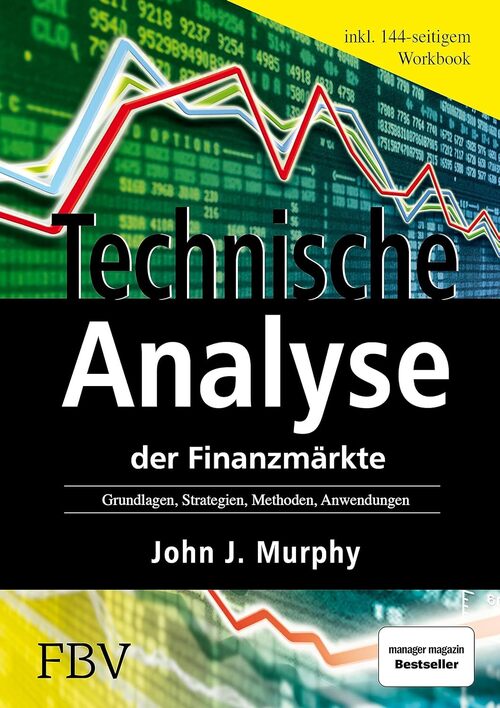 inkl. 144-seitigem
Workbook
Technische
Analyse
der Finanzmärkte
Grundlagen, Strategien, Methoden, Anwendungen
John J. Murphy
FBV
manager magazin
Bestseller